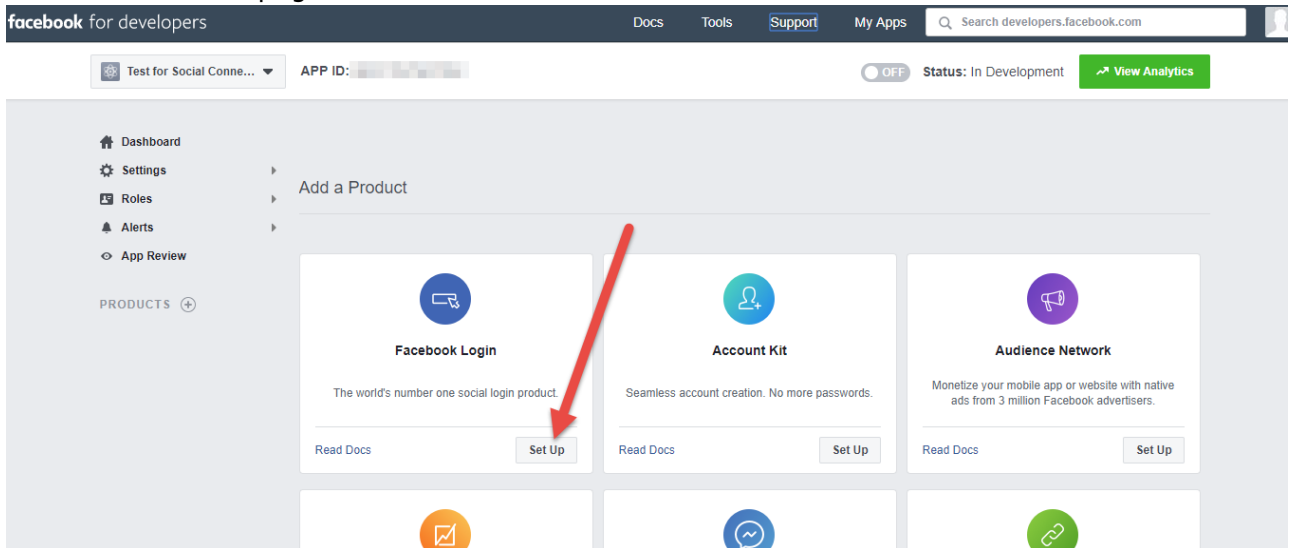 facebook for developers
Docs Tools Support My Apps Search developers.facebook.com
Test for Social Conne... APP ID: OFF Status: In Development View Analytics
Dashboard
Settings
Roles
Alerts
App Review
PRODUCTS
Add a Product
Facebook Login
The world's number one social login product.
Read Docs Set Up
Account Kit
Seamless account creation. No more passwords.
Read Docs Set Up
Audience Network
Monetize your mobile app or website with native
ads from 3 million Facebook advertisers.
Read Docs Set Up